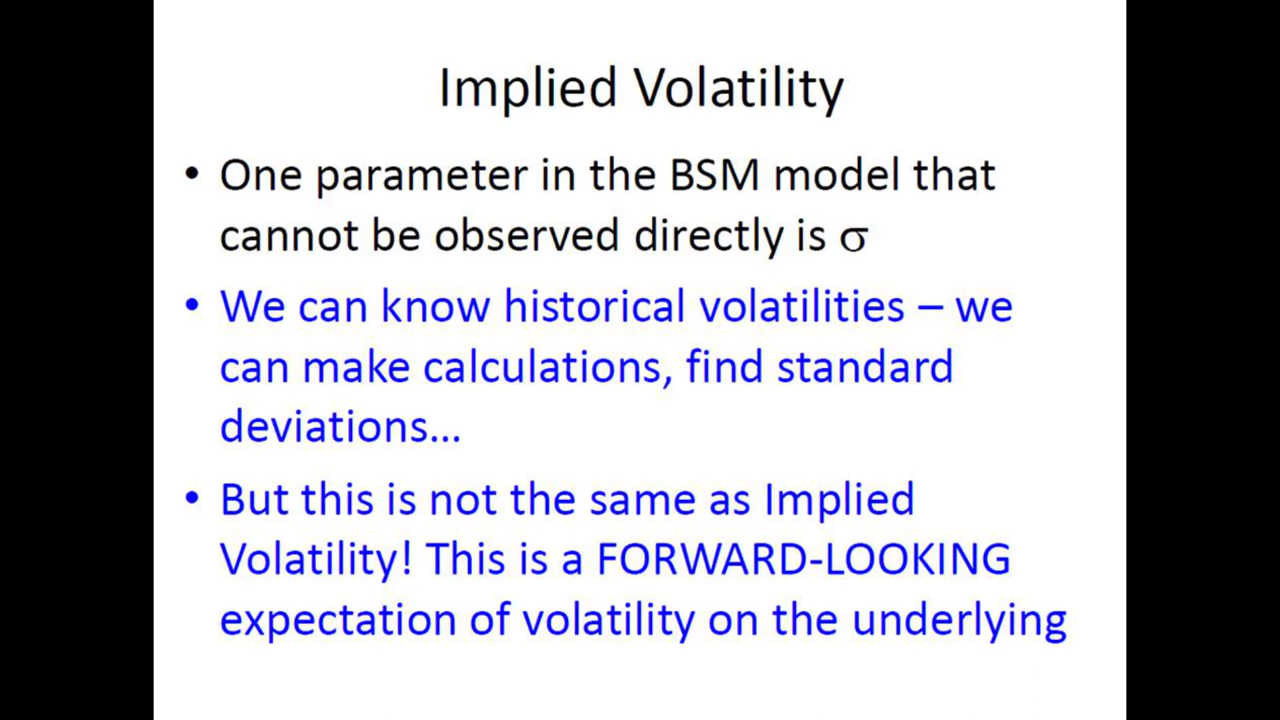 Implied Volatility
• One parameter in the BSM model that
cannot be observed directly is σ
• We can know historical volatilities – we
can make calculations, find standard
deviations…
• But this is not the same as Implied
Volatility! This is a FORWARD-LOOKING
expectation of volatility on the underlying